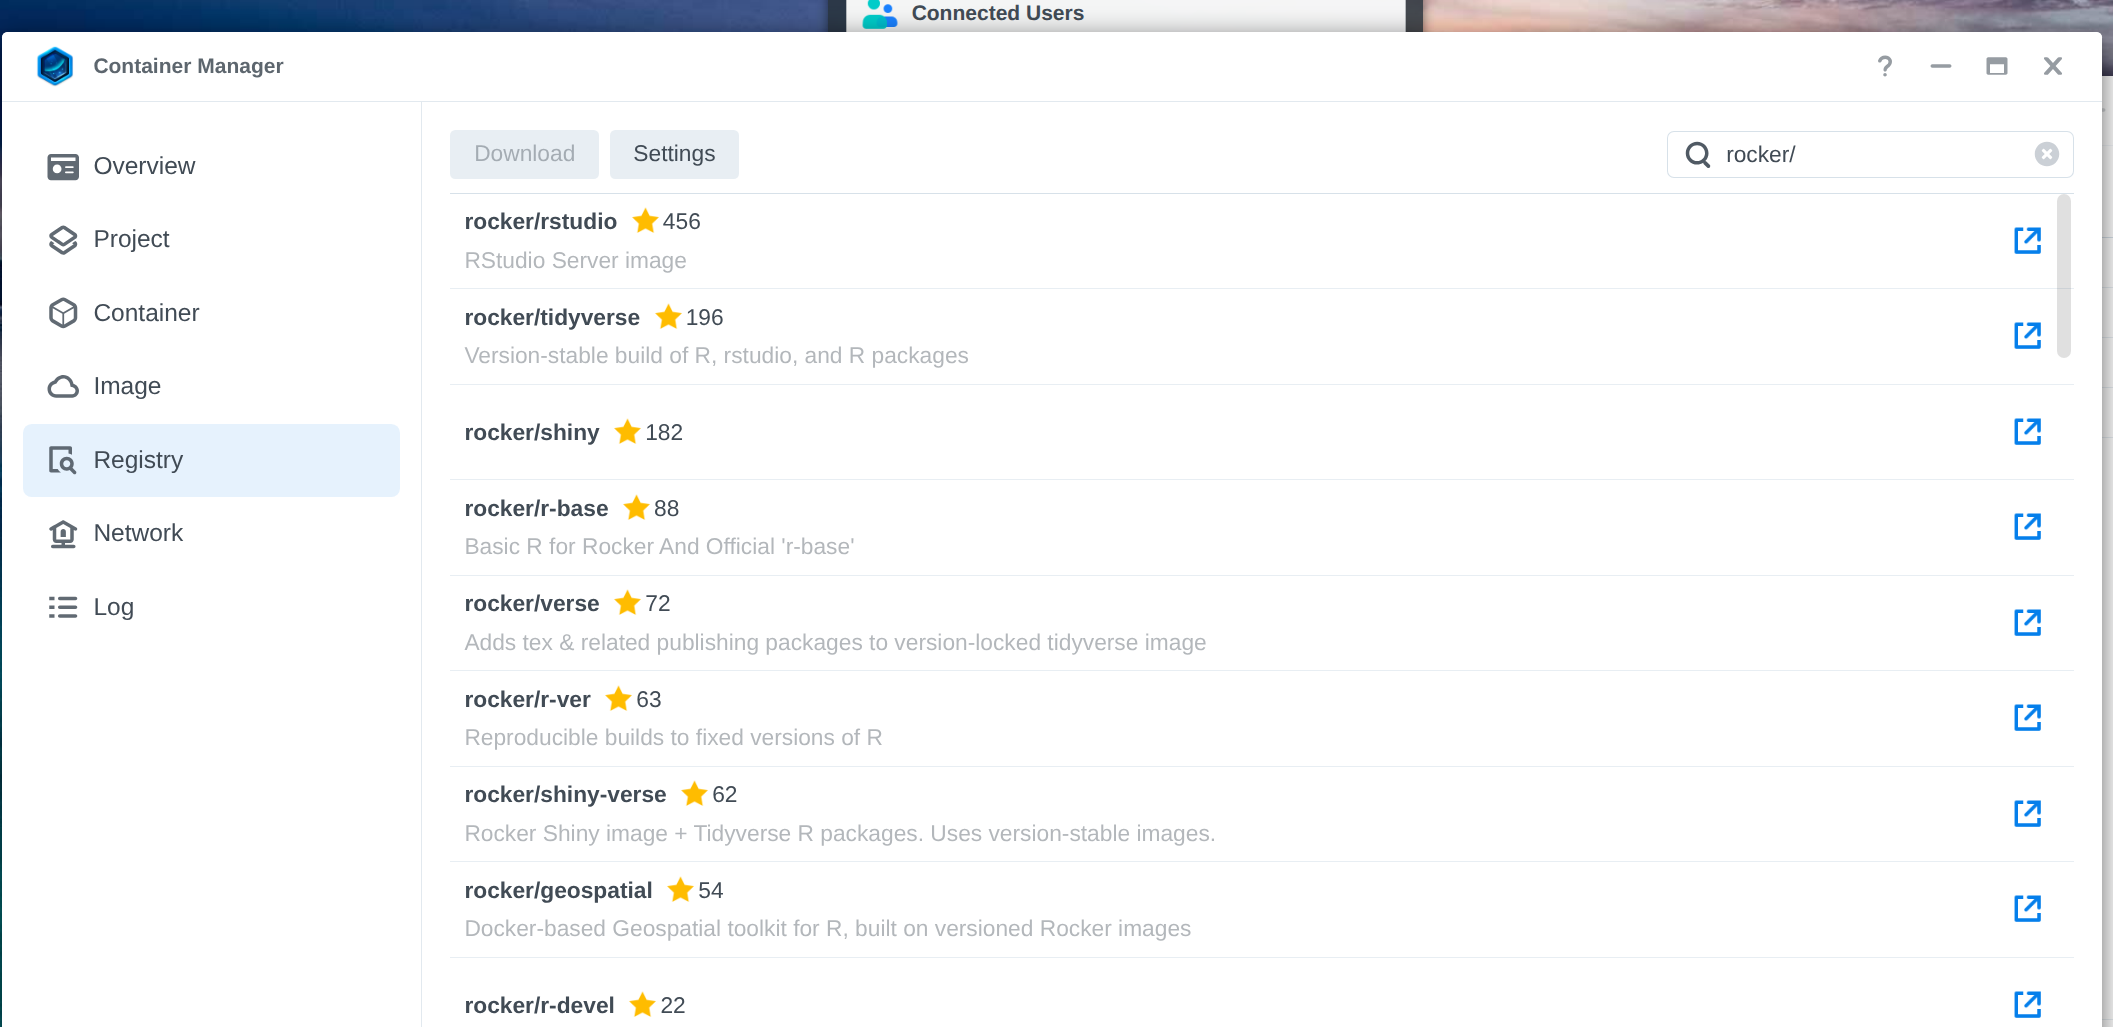 Connected Users
Container Manager
Overview
Project
Container
Image
Registry
Network
Log
Download
Settings
rocker/
rocker/rstudio 456
RStudio Server image
rocker/tidyverse 196
Version-stable build of R, rstudio, and R packages
rocker/shiny 182
rocker/r-base 88
Basic R for Rocker And Official 'r-base'
rocker/verse 72
Adds tex & related publishing packages to version-locked tidyverse image
rocker/r-ver 63
Reproducible builds to fixed versions of R
rocker/shiny-verse 62
Rocker Shiny image + Tidyverse R packages. Uses version-stable images.
rocker/geospatial 54
Docker-based Geospatial toolkit for R, built on versioned Rocker images
rocker/r-devel 22